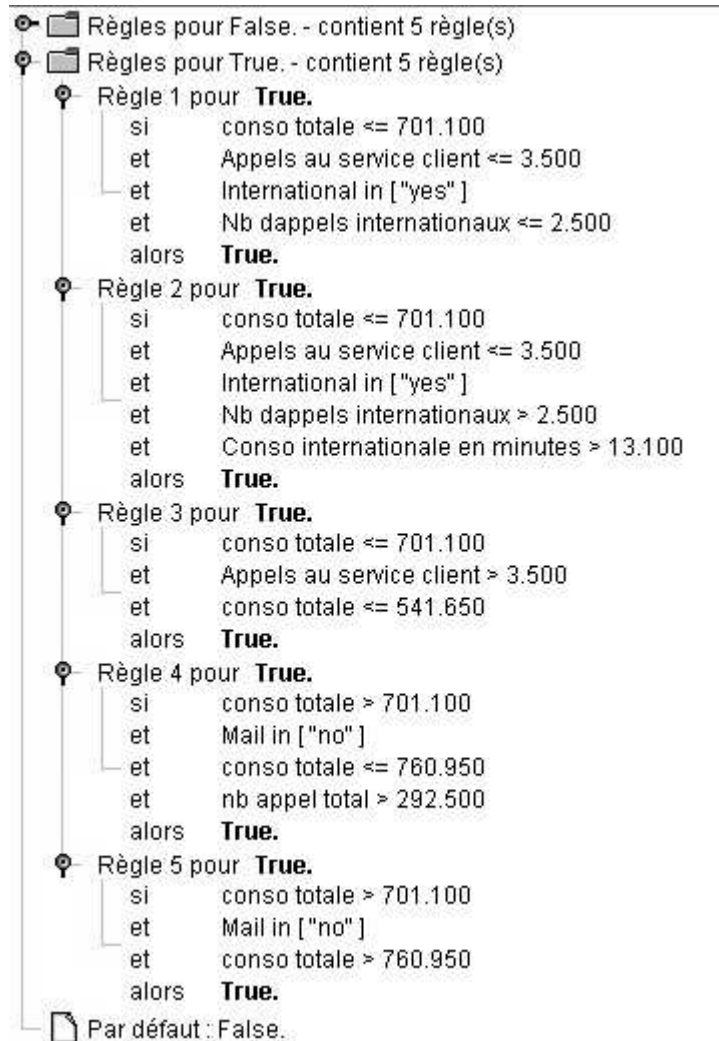 Règles pour False. - contient 5 règle(s)
Règles pour True. - contient 5 règle(s)
Règle 1 pour True.
si conso totale <= 701.100
et Appels au service client <= 3.500
et International in ["yes"]
et Nb dappels internationaux <= 2.500
alors True.
Règle 2 pour True.
si conso totale <= 701.100
et Appels au service client <= 3.500
et International in ["yes"]
et Nb dappels internationaux > 2.500
et Conso internationale en minutes > 13.100
alors True.
Règle 3 pour True.
si conso totale <= 701.100
et Appels au service client > 3.500
et conso totale <= 541.650
alors True.
Règle 4 pour True.
si conso totale > 701.100
et Mail in ["no"]
et conso totale <= 760.950
et nb appel total > 292.500
alors True.
Règle 5 pour True.
si conso totale > 701.100
et Mail in ["no"]
et conso totale > 760.950
alors True.
Par défaut : False.